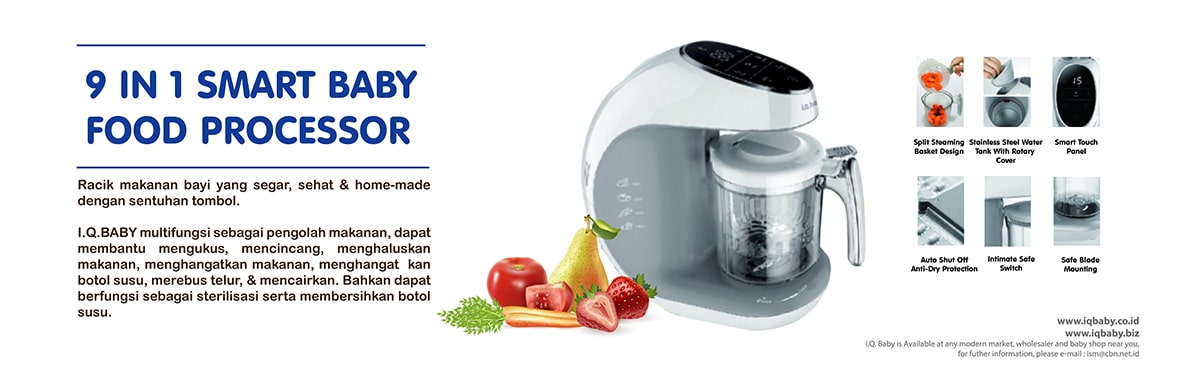 9 IN 1 SMART BABY
FOOD PROCESSOR
Racik makanan bayi yang segar, sehat & home-made
dengan sentuhan tombol.
I.Q.BABY multifungsi sebagai pengolah makanan, dapat
membantu mengukus, mencincang, menghaluskan
makanan, menghangatkan makanan, menghangat kan
botol susu, merebus telur, & mencairkan. Bahkan dapat
berfungsi sebagai sterilisasi serta membersihkan botol
susu.
Split Steaming
Basket Design
Stainless Steel Water
Tank With Rotary
Cover
15
Smart Touch
Panel
Auto Shut Off
Anti-Dry Protection
Intimate Safe
Switch
Safe Blade
Mounting
www.iqbaby.co.id
www.iqbaby.biz
I.Q. Baby is Available at any modern market, wholesaler and baby shop near you,
for futher information, please e-mail : ism@cbn.net.id